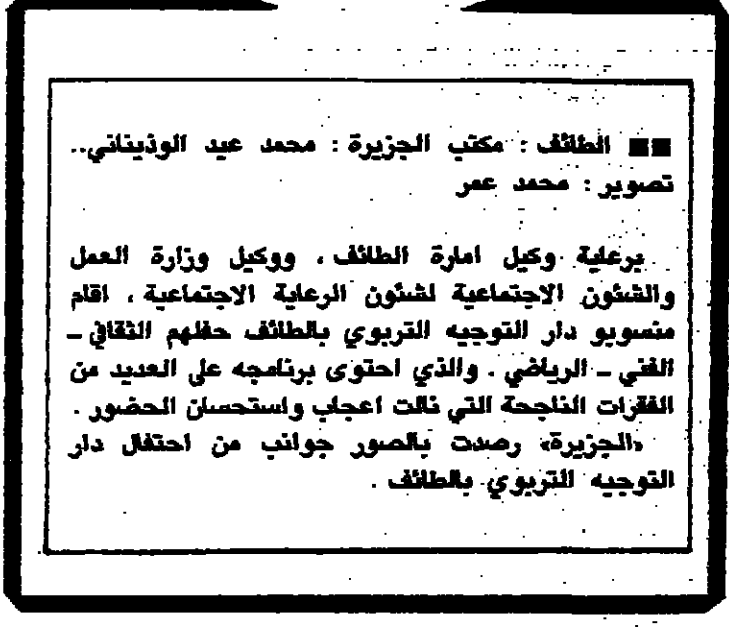 ■■ الطائف : مكتب الجزيرة : محمد عيد الوذيناني..
تصوير : محمد عمر
برعاية وكيل امارة الطائف ، ووكيل وزارة العمل
والشئون الاجتماعية لشئون الرعاية الاجتماعية ، اقام
منسوبو دار التوجيه التربوي بالطائف حفلهم الثقافي ــ
الفني ــ الرياضي . والذي احتوى برنامجه على العديد من
الفقرات الناجحة التي نالت اعجاب واستحسان الحضور .
«الجزيرة» رصدت بالصور جوانب من احتفال دار
التوجيه التربوي بالطائف .